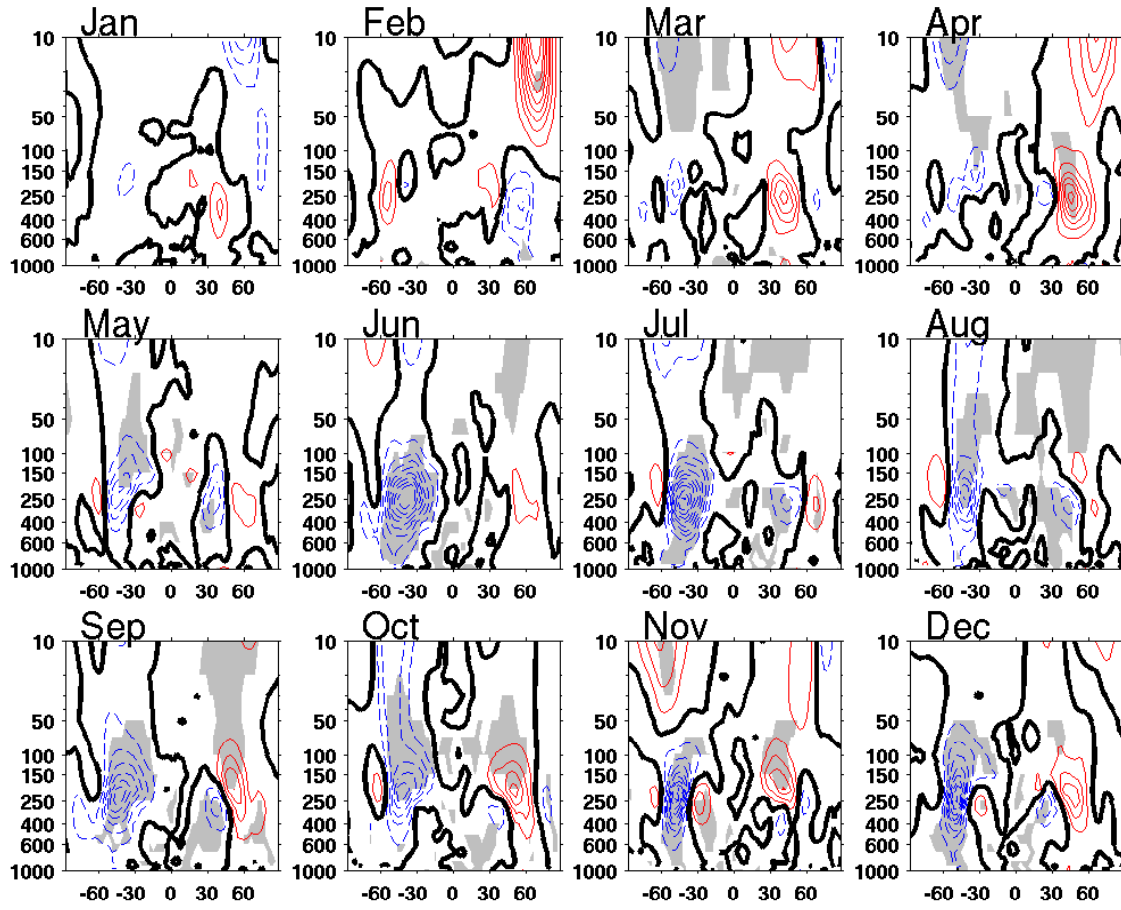 Jan Feb Mar Apr
10 10 10 10
50 50 50 50
100 100 100 100
150 150 150 150
250 250 250 250
400 400 400 400
600 600 600 600
1000 1000 1000 1000
-60 -30 0 30 60 -60 -30 0 30 60 -60 -30 0 30 60 -60 -30 0 30 60
May Jun Jul Aug
10 10 10 10
50 50 50 50
100 100 100 100
150 150 150 150
250 250 250 250
400 400 400 400
600 600 600 600
1000 1000 1000 1000
-60 -30 0 30 60 -60 -30 0 30 60 -60 -30 0 30 60 -60 -30 0 30 60
Sep Oct Nov Dec
10 10 10 10
50 50 50 50
100 100 100 100
150 150 150 150
250 250 250 250
400 400 400 400
600 600 600 600
1000 1000 1000 1000
-60 -30 0 30 60 -60 -30 0 30 60 -60 -30 0 30 60 -60 -30 0 30 60